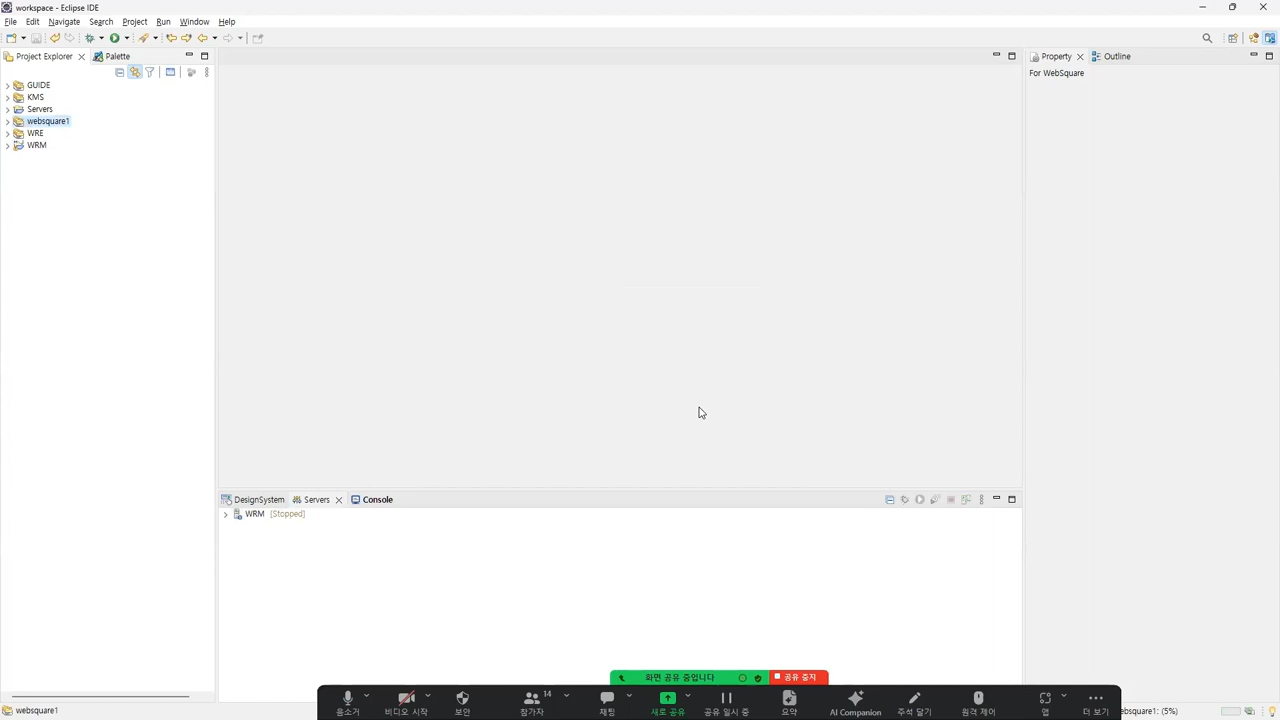 workspace - Eclipse IDE
File Edit Navigate Search Project Run Window Help
Project Explorer
Palette
GUIDE
KMS
Servers
websquare1
WRE
WRM
Property
Outline
For WebSquare
DesignSystem
Servers
Console
WRM [Stopped]
화면 공유 중입니다
공유 중지
음소거
비디오 시작
보안
14
참가자
채팅
새로 공유
공유 일시 중
요약
AI Companion
주석 달기
원격 제어
앱
더 보기
websquare1
ebsquare1: (5%)